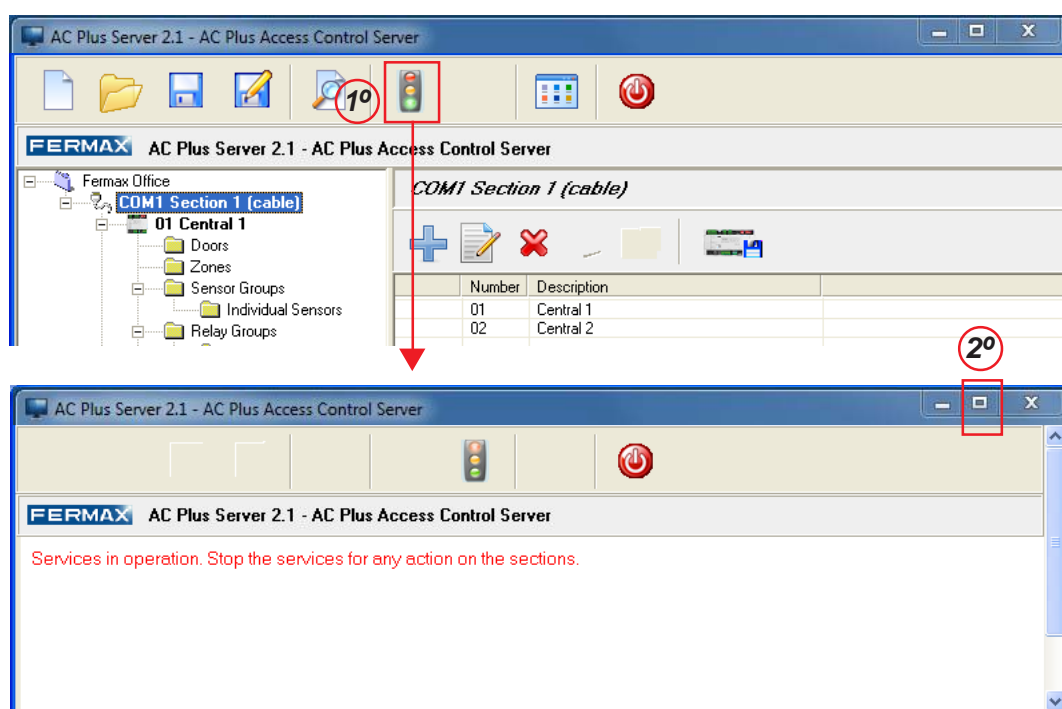 AC Plus Server 2.1 - AC Plus Access Control Server
1º
FERMAX AC Plus Server 2.1 - AC Plus Access Control Server
Fermax Office
COM1 Section 1 (cable)
01 Central 1
Doors
Zones
Sensor Groups
Individual Sensors
Relay Groups
COM1 Section 1 (cable)
Number Description
01 Central 1
02 Central 2
2º
AC Plus Server 2.1 - AC Plus Access Control Server
FERMAX AC Plus Server 2.1 - AC Plus Access Control Server
Services in operation. Stop the services for any action on the sections.